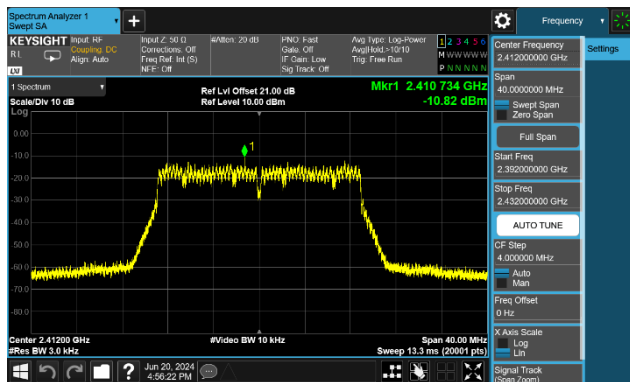 Spectrum Analyzer 1
Swept SA
Frequency
KEYSIGHT
RL
LXI
Input: RF
Coupling: DC
Align: Auto
Input Z: 50 Ω
Corrections: Off
Freq Ref: Int (S)
NFE: Off
#Atten: 20 dB
PNO: Fast
Gate: Off
IF Gain: Low
Sig Track: Off
Avg Type: Log-Power
Avg|Hold:>10/10
Trig: Free Run
1 2 3 4 5 6
M W W W W W
P N N N N N
1 Spectrum
Scale/Div 10 dB
Log
Ref Lvl Offset 21.00 dB
Ref Level 10.00 dBm
Mkr1 2.410 734 GHz
-10.82 dBm
1
0.00
-10.0
-20.0
-30.0
-40.0
-50.0
-60.0
-70.0
-80.0
Center 2.41200 GHz
#Res BW 3.0 kHz
#Video BW 10 kHz
Span 40.00 MHz
Sweep 13.3 ms (20001 pts)
Jun 20, 2024
4:56:22 PM
Center Frequency
2.412000000 GHz
Settings
Span
40.0000000 MHz
Swept Span
Zero Span
Full Span
Start Freq
2.392000000 GHz
Stop Freq
2.432000000 GHz
AUTO TUNE
CF Step
4.000000 MHz
Auto
Man
Freq Offset
0 Hz
X Axis Scale
Log
Lin
Signal Track
(Span Zoom)